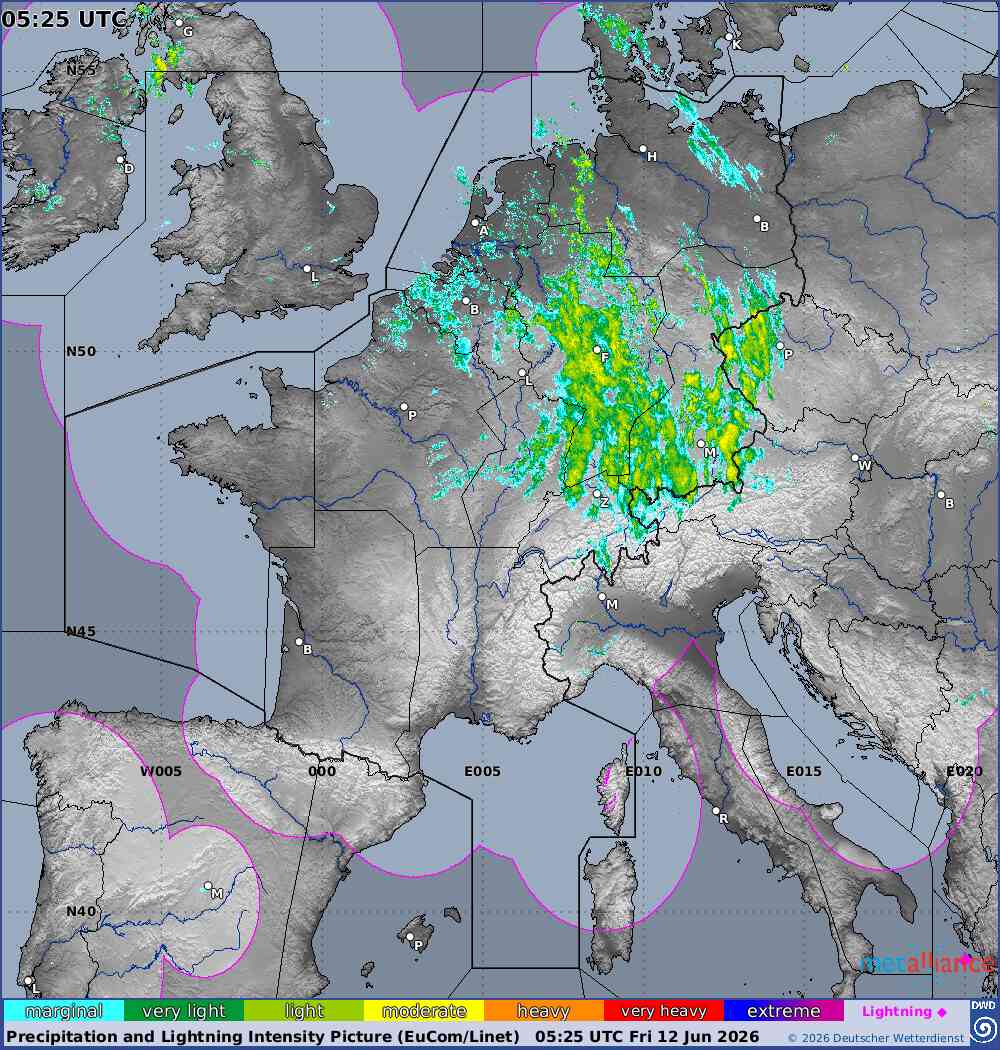 05:25 UTC
G
K
N55
D
H
A
B
L
B
N50
F
P
L
P
M
W
Z
B
M
N45
B
W005
000
E005
E010
E015
E020
R
M
N40
P
L
metalliance
marginal very light light moderate heavy very heavy extreme Lightning ◆
DWD
Precipitation and Lightning Intensity Picture (EuCom/Linet) 05:25 UTC Fri 12 Jun 2026 © 2026 Deutscher Wetterdienst